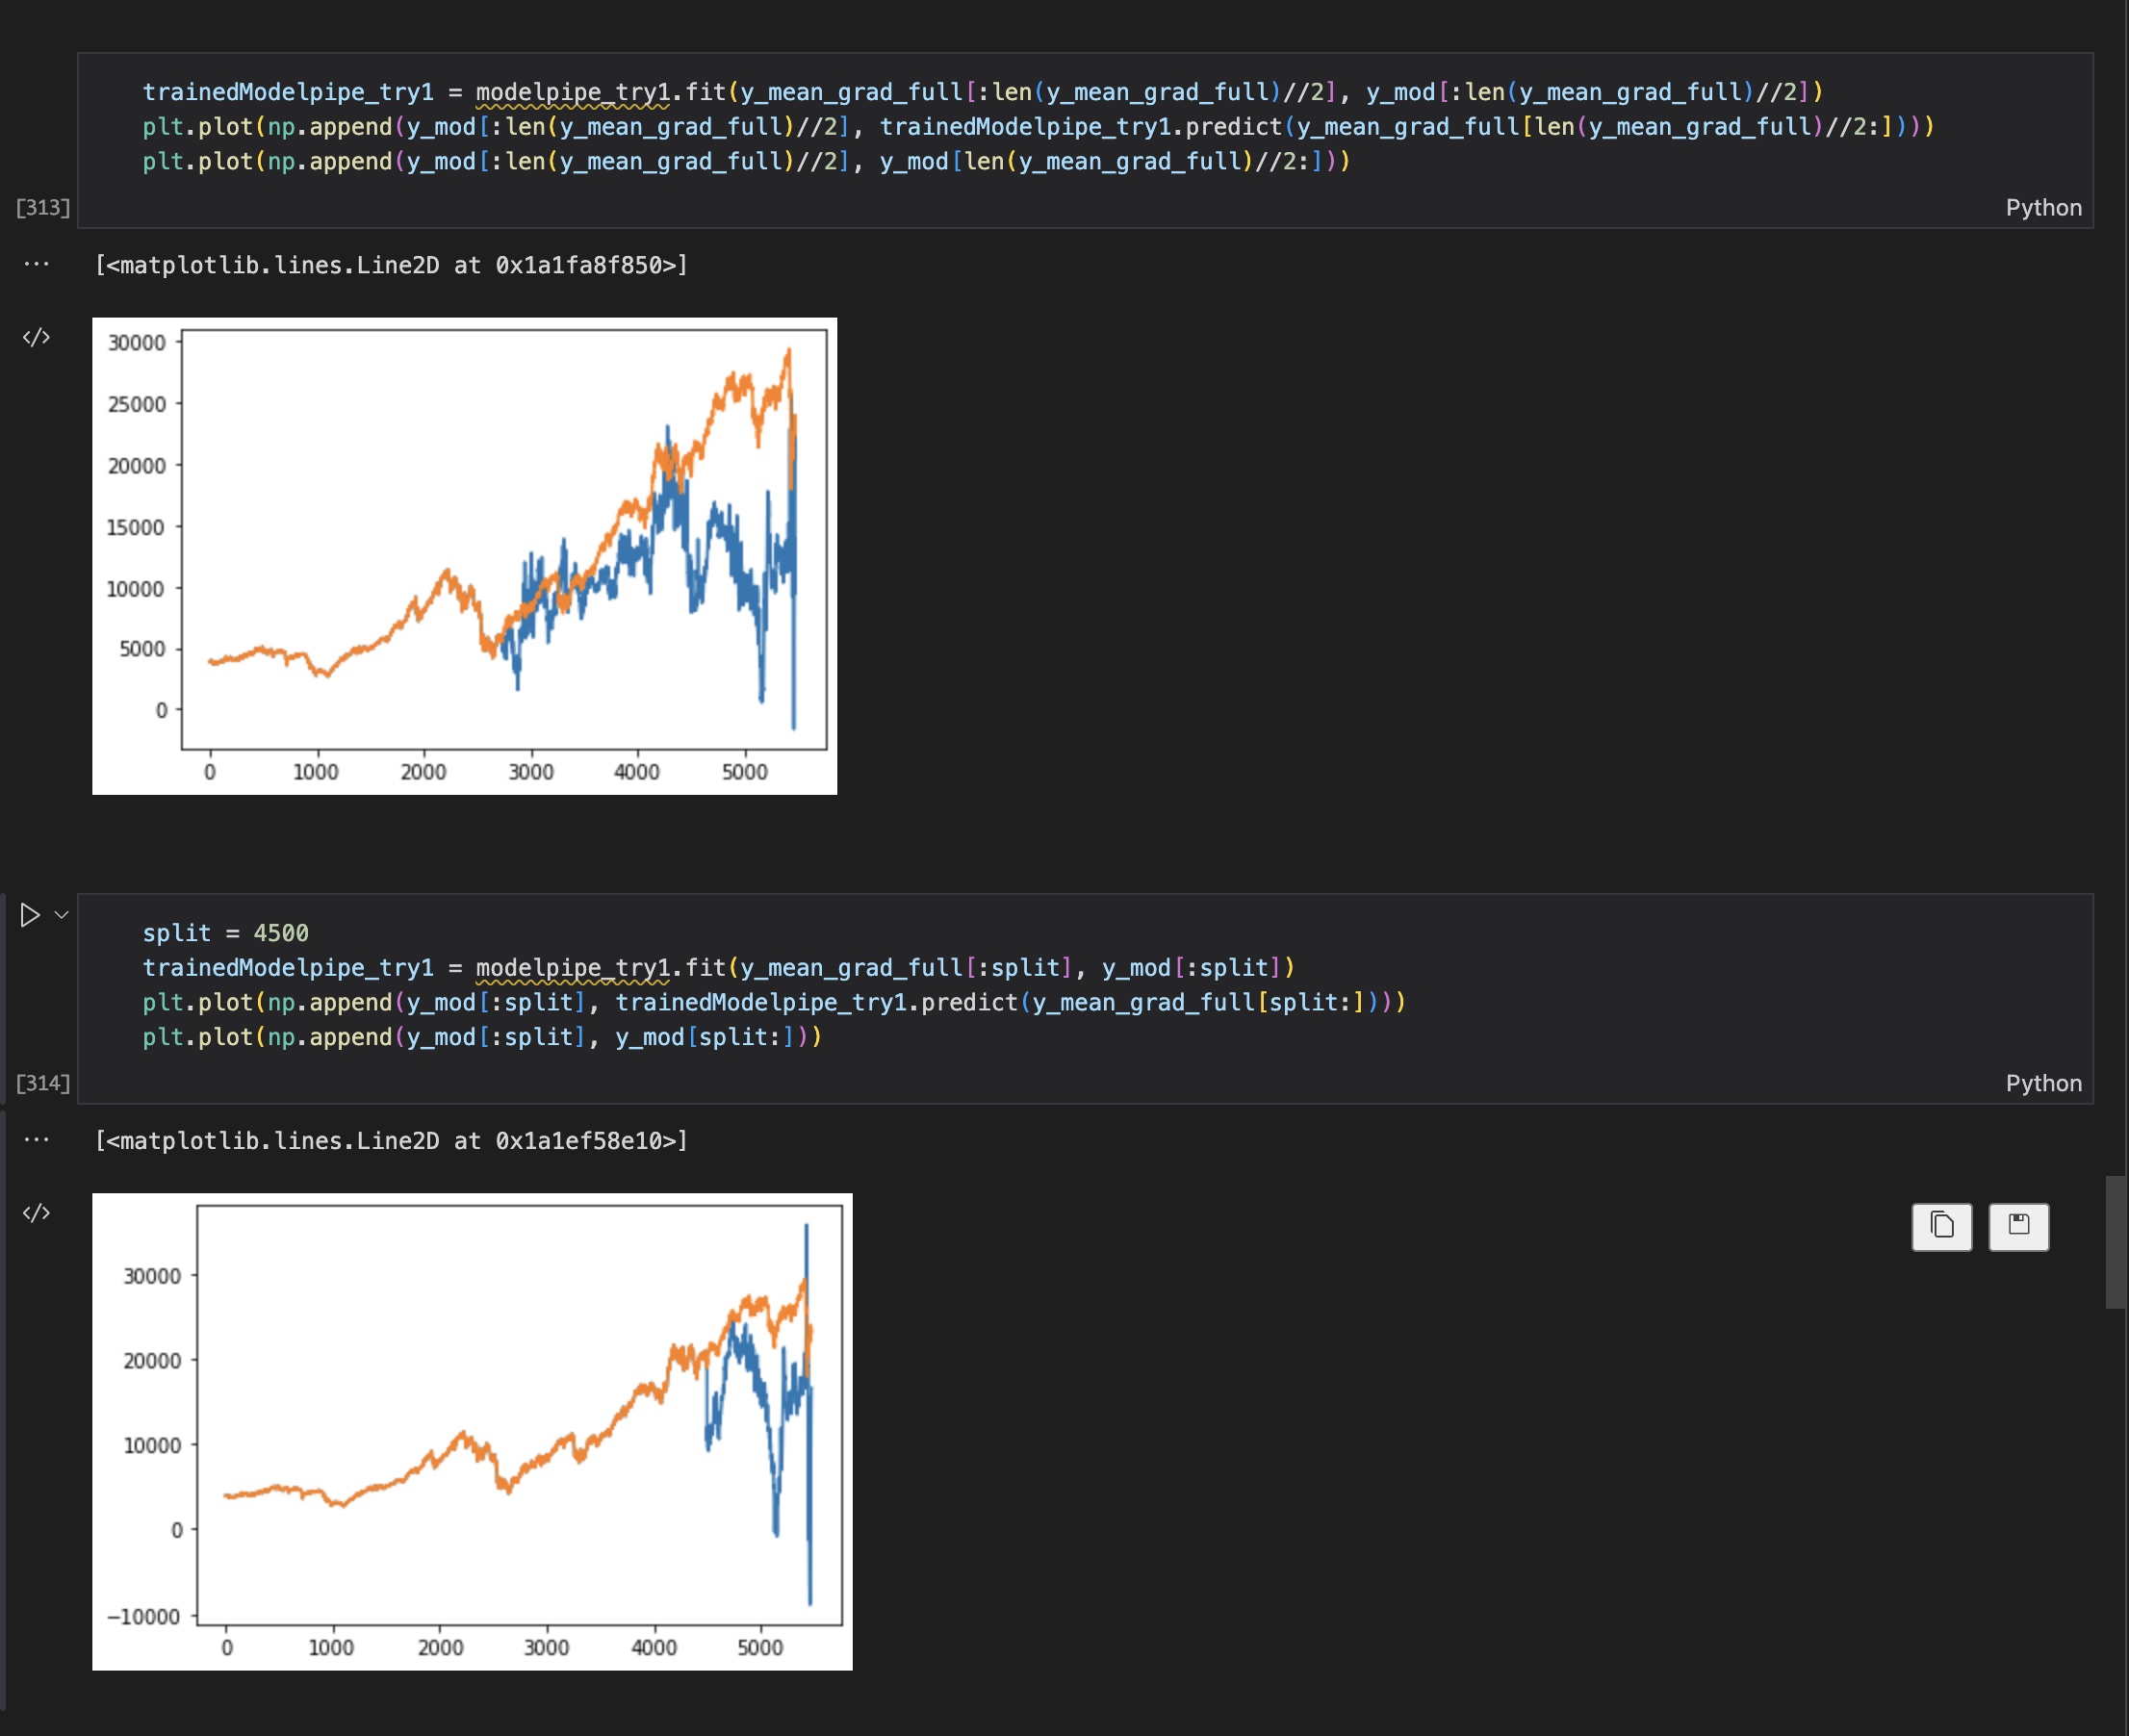 trainedModelpipe_try1 = modelpipe_try1.fit(y_mean_grad_full[:len(y_mean_grad_full)//2], y_mod[:len(y_mean_grad_full)//2])
plt.plot(np.append(y_mod[:len(y_mean_grad_full)//2], trainedModelpipe_try1.predict(y_mean_grad_full[len(y_mean_grad_full)//2:])))
plt.plot(np.append(y_mod[:len(y_mean_grad_full)//2], y_mod[len(y_mean_grad_full)//2:]))
[313]
Python
[<matplotlib.lines.Line2D at 0x1a1fa8f850>]
30000
25000
20000
15000
10000
5000
0
0 1000 2000 3000 4000 5000
split = 4500
trainedModelpipe_try1 = modelpipe_try1.fit(y_mean_grad_full[:split], y_mod[:split])
plt.plot(np.append(y_mod[:split], trainedModelpipe_try1.predict(y_mean_grad_full[split:])))
plt.plot(np.append(y_mod[:split], y_mod[split:]))
[314]
Python
[<matplotlib.lines.Line2D at 0x1a1ef58e10>]
30000
20000
10000
0
−10000
0 1000 2000 3000 4000 5000